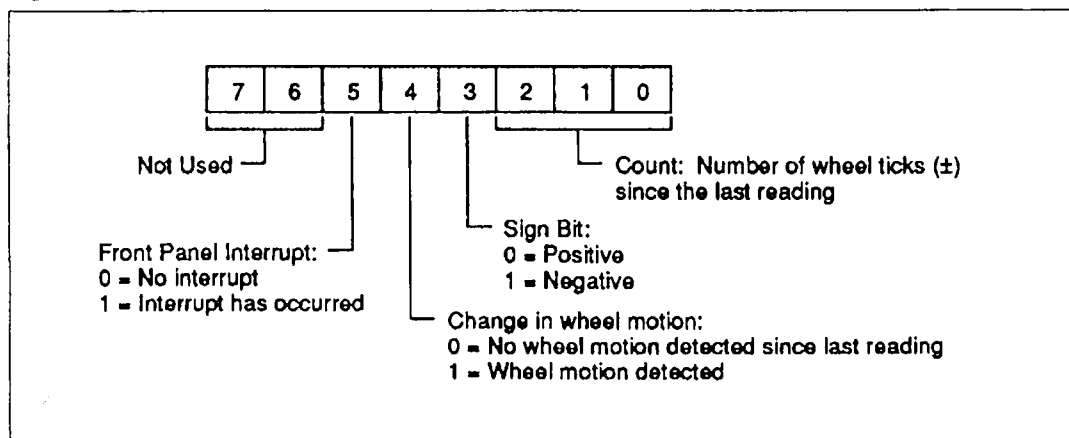 7 6 5 4 3 2 1 0
Not Used
Count: Number of wheel ticks (±)
since the last reading
Sign Bit:
0 = Positive
1 = Negative
Front Panel Interrupt:
0 = No interrupt
1 = Interrupt has occurred
Change in wheel motion:
0 = No wheel motion detected since last reading
1 = Wheel motion detected